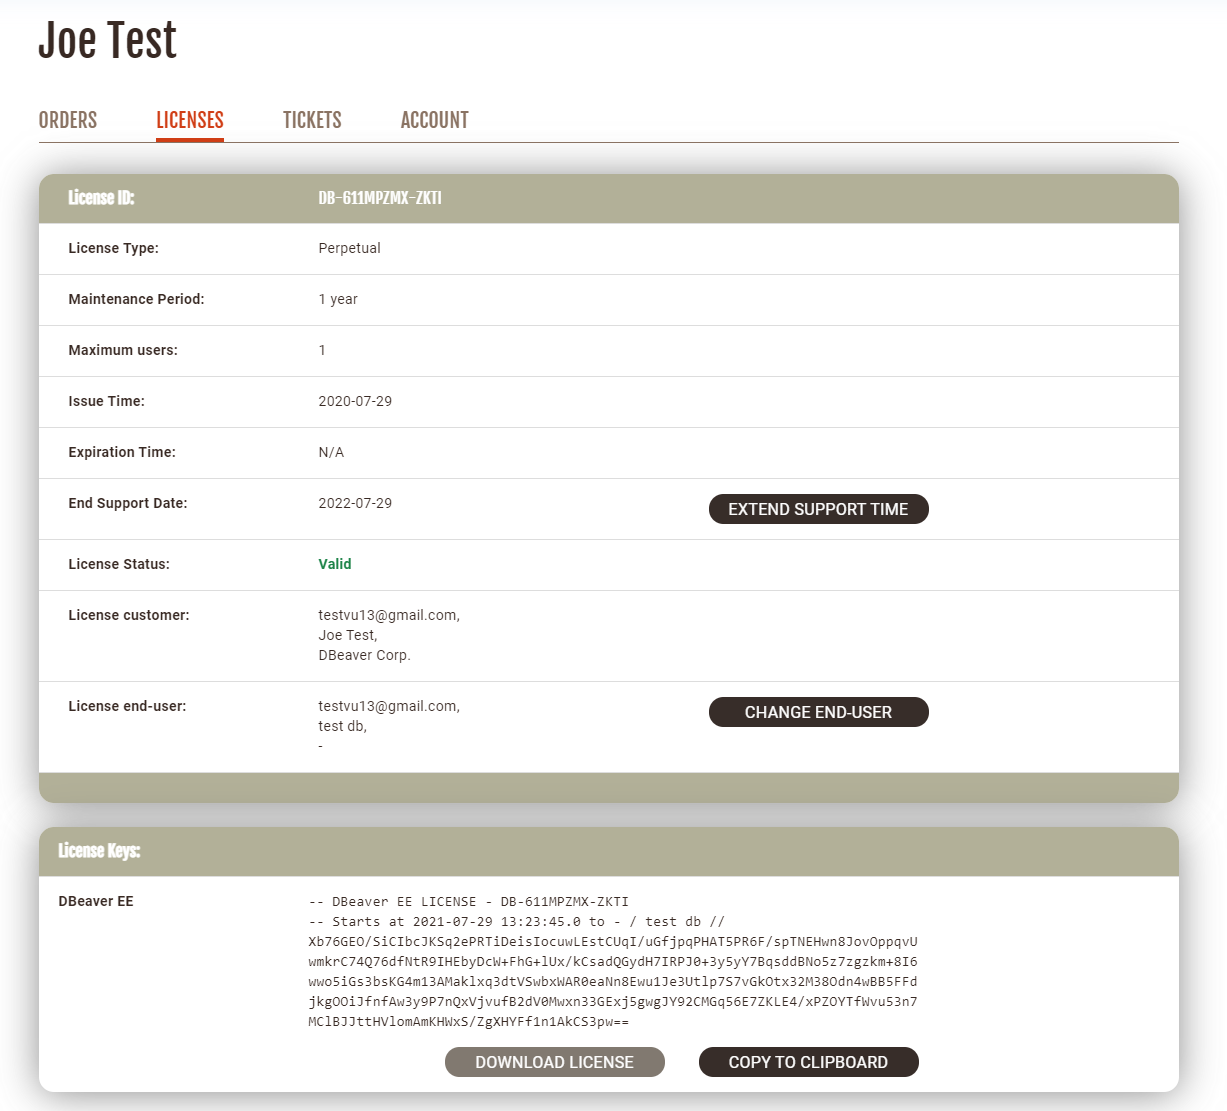 Joe Test
ORDERS LICENSES TICKETS ACCOUNT
License ID: DB-611MPZMX-ZKTI
License Type: Perpetual
Maintenance Period: 1 year
Maximum users: 1
Issue Time: 2020-07-29
Expiration Time: N/A
End Support Date: 2022-07-29 EXTEND SUPPORT TIME
License Status: Valid
License customer: testvu13@gmail.com,
Joe Test,
DBeaver Corp.
License end-user: testvu13@gmail.com, CHANGE END-USER
test db,
-
License Keys:
DBeaver EE -- DBeaver EE LICENSE - DB-611MPZMX-ZKTI
-- Starts at 2021-07-29 13:23:45.0 to - / test db //
Xb76GEO/SiCIbcJKSq2ePRTiDeisIocuwLEstCUqI/uGfjpqPHAT5PR6F/spTNEHwn8JovOppqvU
wmkrC74Q76dfNtR9IHEbyDcW+FhG+lUx/kCsadQGydH7IRPJ0+3y5yY7BqsddBNo5z7zgzkm+8I6
wwo5iGs3bsKG4m13AMaklxq3dtVSwbxWAR0eaNn8Ewu1Je3Utlp7S7vGkOtx32M38Odn4wBB5FFd
jkgOOiJfnfAw3y9P7nQxVjvufB2dV0Mwxn33GExj5gwgJY92CMGq56E7ZKLE4/xPZOYTfWvu53n7
MClBJJttHVlomAmKHWxS/ZgXHYFf1n1AkCS3pw==
DOWNLOAD LICENSE COPY TO CLIPBOARD